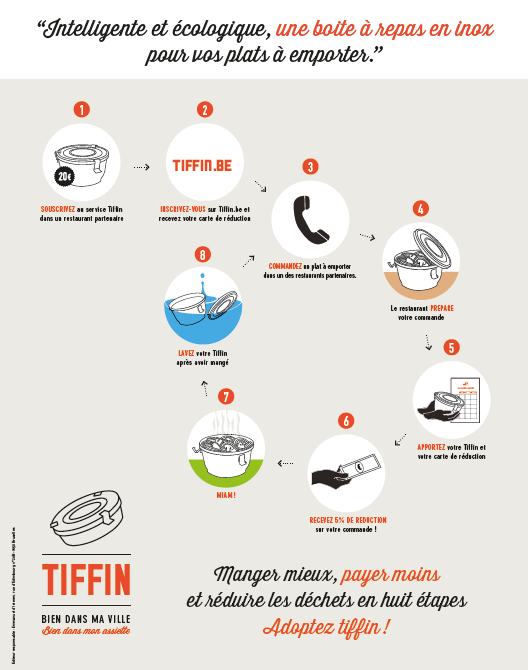 “Intelligente et écologique, une boîte à repas en inox
pour vos plats à emporter.”
1
20€
SOUSCRIVEZ au service Tiffin
dans un restaurant partenaire
2
TIFFIN.BE
INSCRIVEZ-VOUS sur Tiffin.be et
recevez votre carte de réduction
3
COMMANDEZ un plat à emporter
dans un des restaurants partenaires.
4
Le restaurant PREPARE
votre commande
5
APPORTEZ votre Tiffin et
votre carte de réduction
6
€
RECEVEZ 5% DE REDUCTION
sur votre commande !
7
MIAM !
8
LAVEZ votre Tiffin
après avoir mangé
TIFFIN
BIEN DANS MA VILLE
Bien dans mon assiette
Manger mieux, payer moins
et réduire les déchets en huit étapes
Adoptez tiffin !